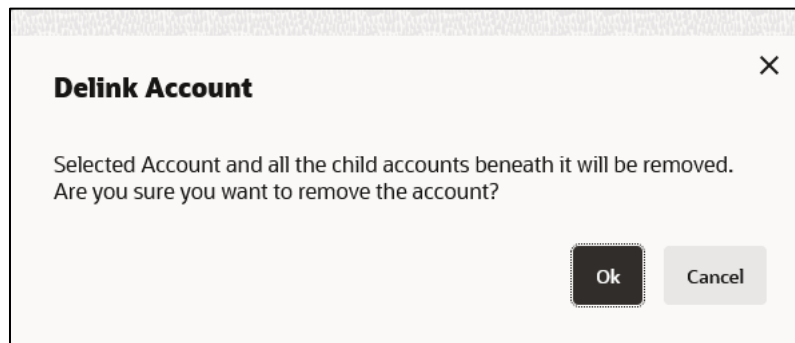 Delink Account
Selected Account and all the child accounts beneath it will be removed.
Are you sure you want to remove the account?
Ok
Cancel